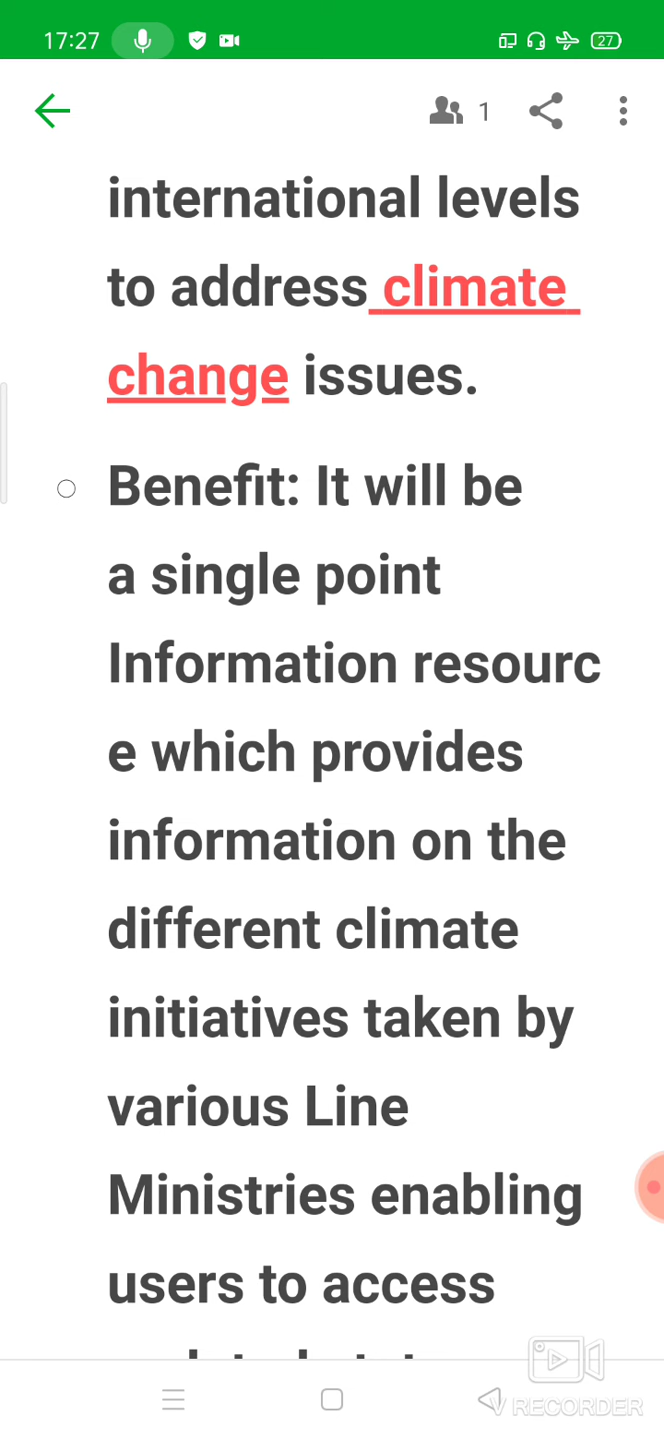 17:27
27
1
international levels
to address climate
change issues.
Benefit: It will be
a single point
Information resourc
e which provides
information on the
different climate
initiatives taken by
various Line
Ministries enabling
users to access
V RECORDER